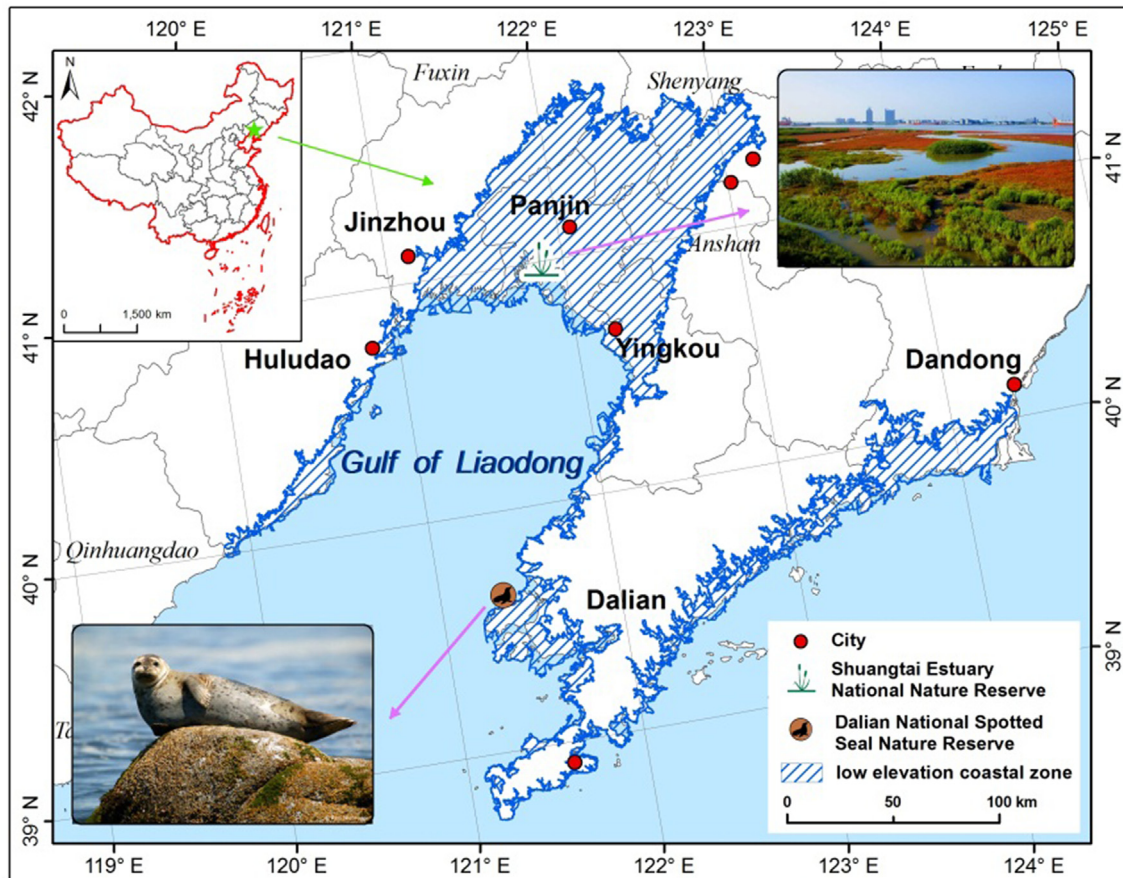 120° E
121° E
122° E
123° E
124° E
125° E
42° N
41° N
40° N
39° N
N
0
1,500 km
Fuxin
Shenyang
Jinzhou
Panjin
Anshan
Huludao
Yingkou
Dandong
Gulf of Liaodong
Qinhuangdao
Dalian
41° N
40° N
39° N
City
Shuangtai Estuary
National Nature Reserve
Dalian National Spotted
Seal Nature Reserve
low elevation coastal zone
0 50 100 km
119° E
120° E
121° E
122° E
123° E
124° E